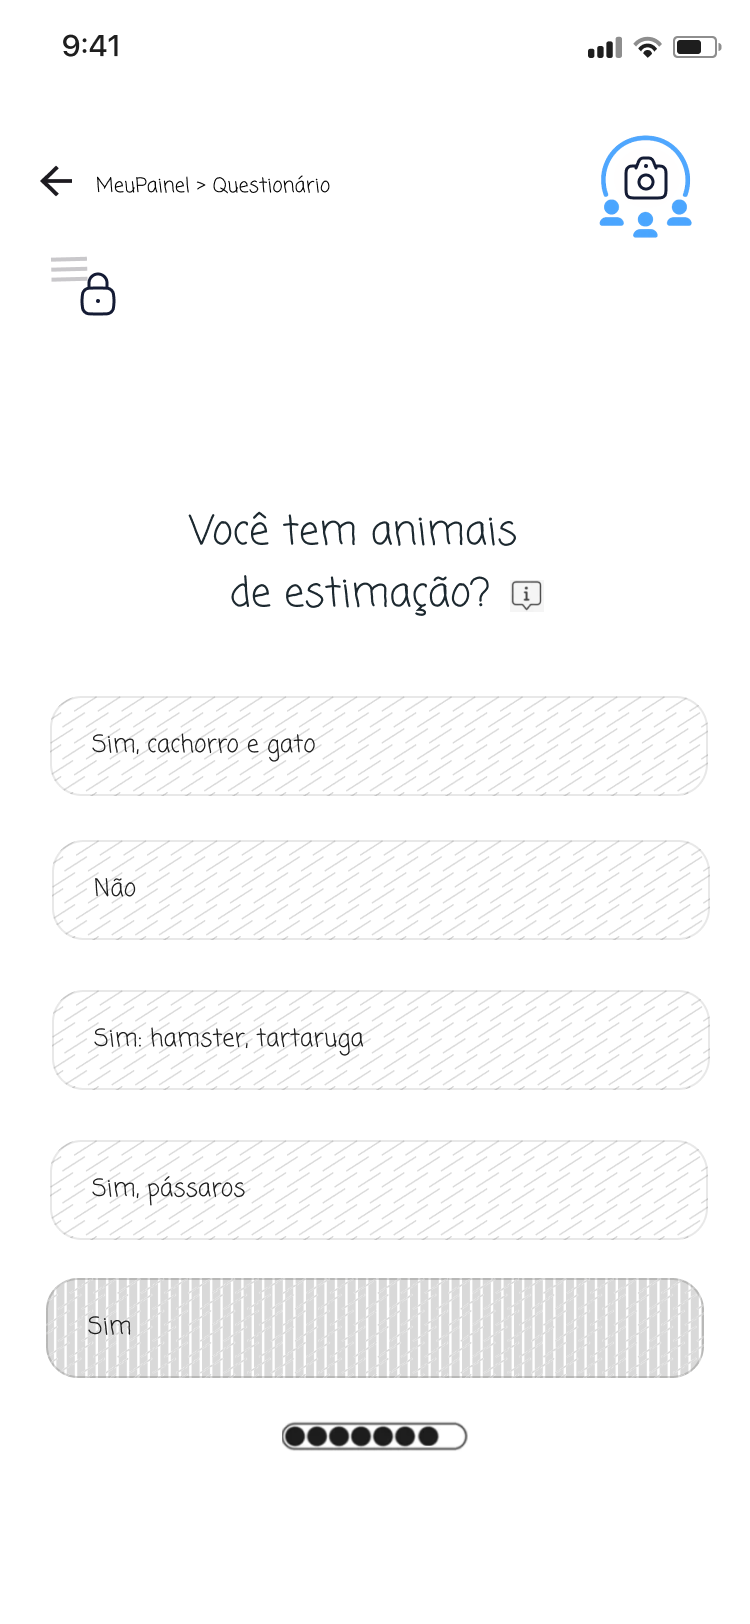 9:41
MeuPainel > Questionário
Você tem animais
de estimação?
Sim, cachorro e gato
Não
Sim: hamster, tartaruga
Sim, pássaros
Sim